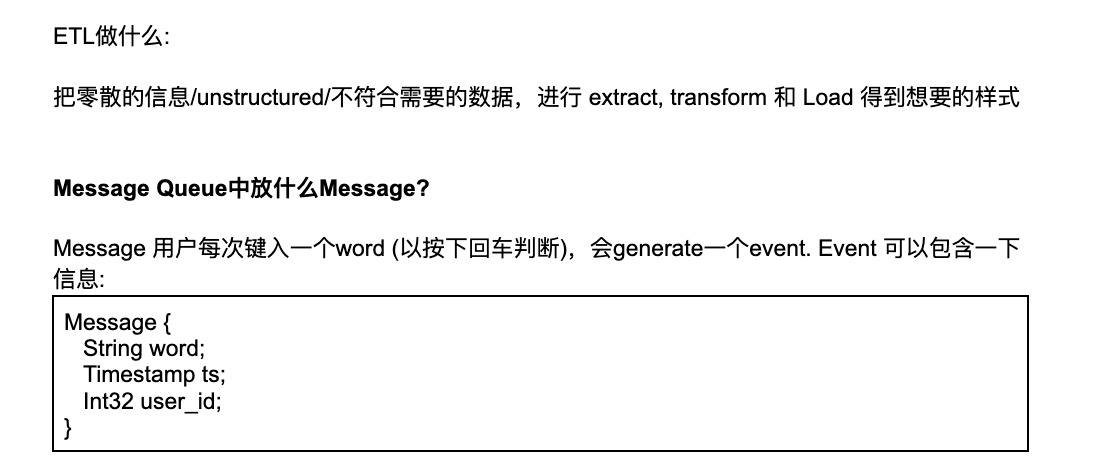 ETL做什么:
把零散的信息/unstructured/不符合需要的数据，进行 extract, transform 和 Load 得到想要的样式
Message Queue中放什么Message?
Message 用户每次键入一个word (以按下回车判断)，会generate一个event. Event 可以包含一下
信息:
Message {
String word;
Timestamp ts;
Int32 user_id;
}